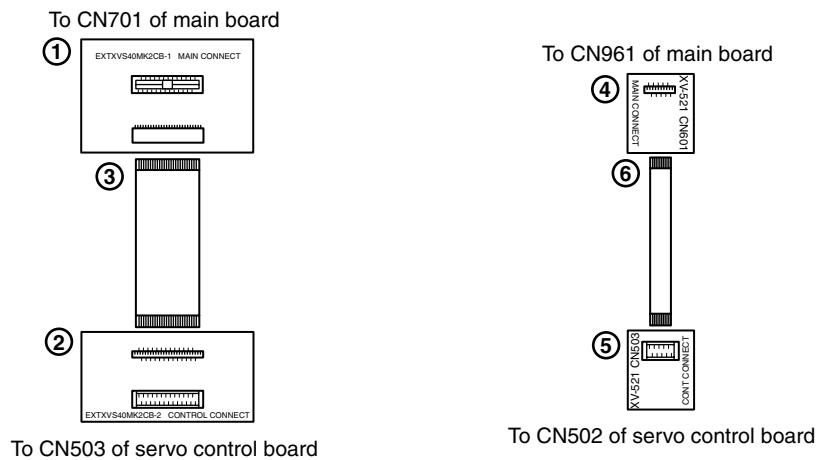 To CN701 of main board
1
EXTXVS40MK2CB-1 MAIN CONNECT
3
2
EXTXVS40MK2CB-2 CONTROL CONNECT
To CN503 of servo control board
To CN961 of main board
4
MAIN CONNECT
XV-521 CN601
6
5
XV-521 CN503
CONT CONNECT
To CN502 of servo control board